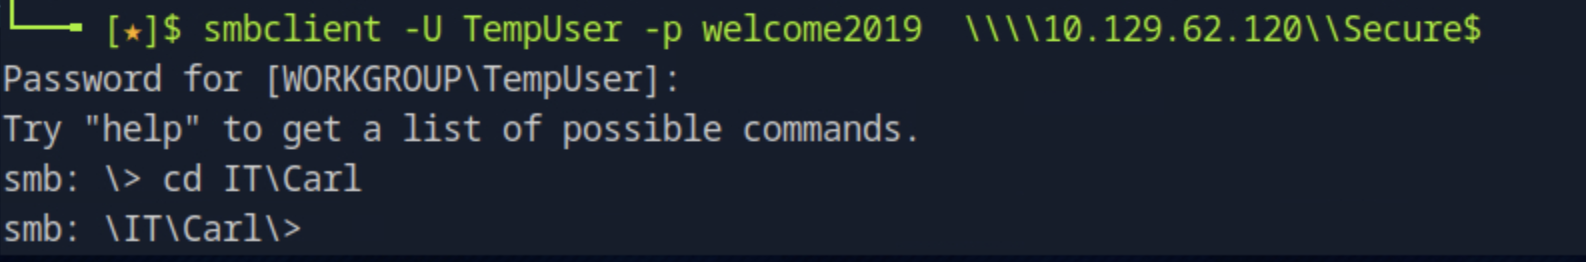 [★]$ smbclient -U TempUser -p welcome2019  \\\\10.129.62.120\\Secure$
Password for [WORKGROUP\TempUser]:
Try "help" to get a list of possible commands.
smb: \> cd IT\Carl
smb: \IT\Carl\>